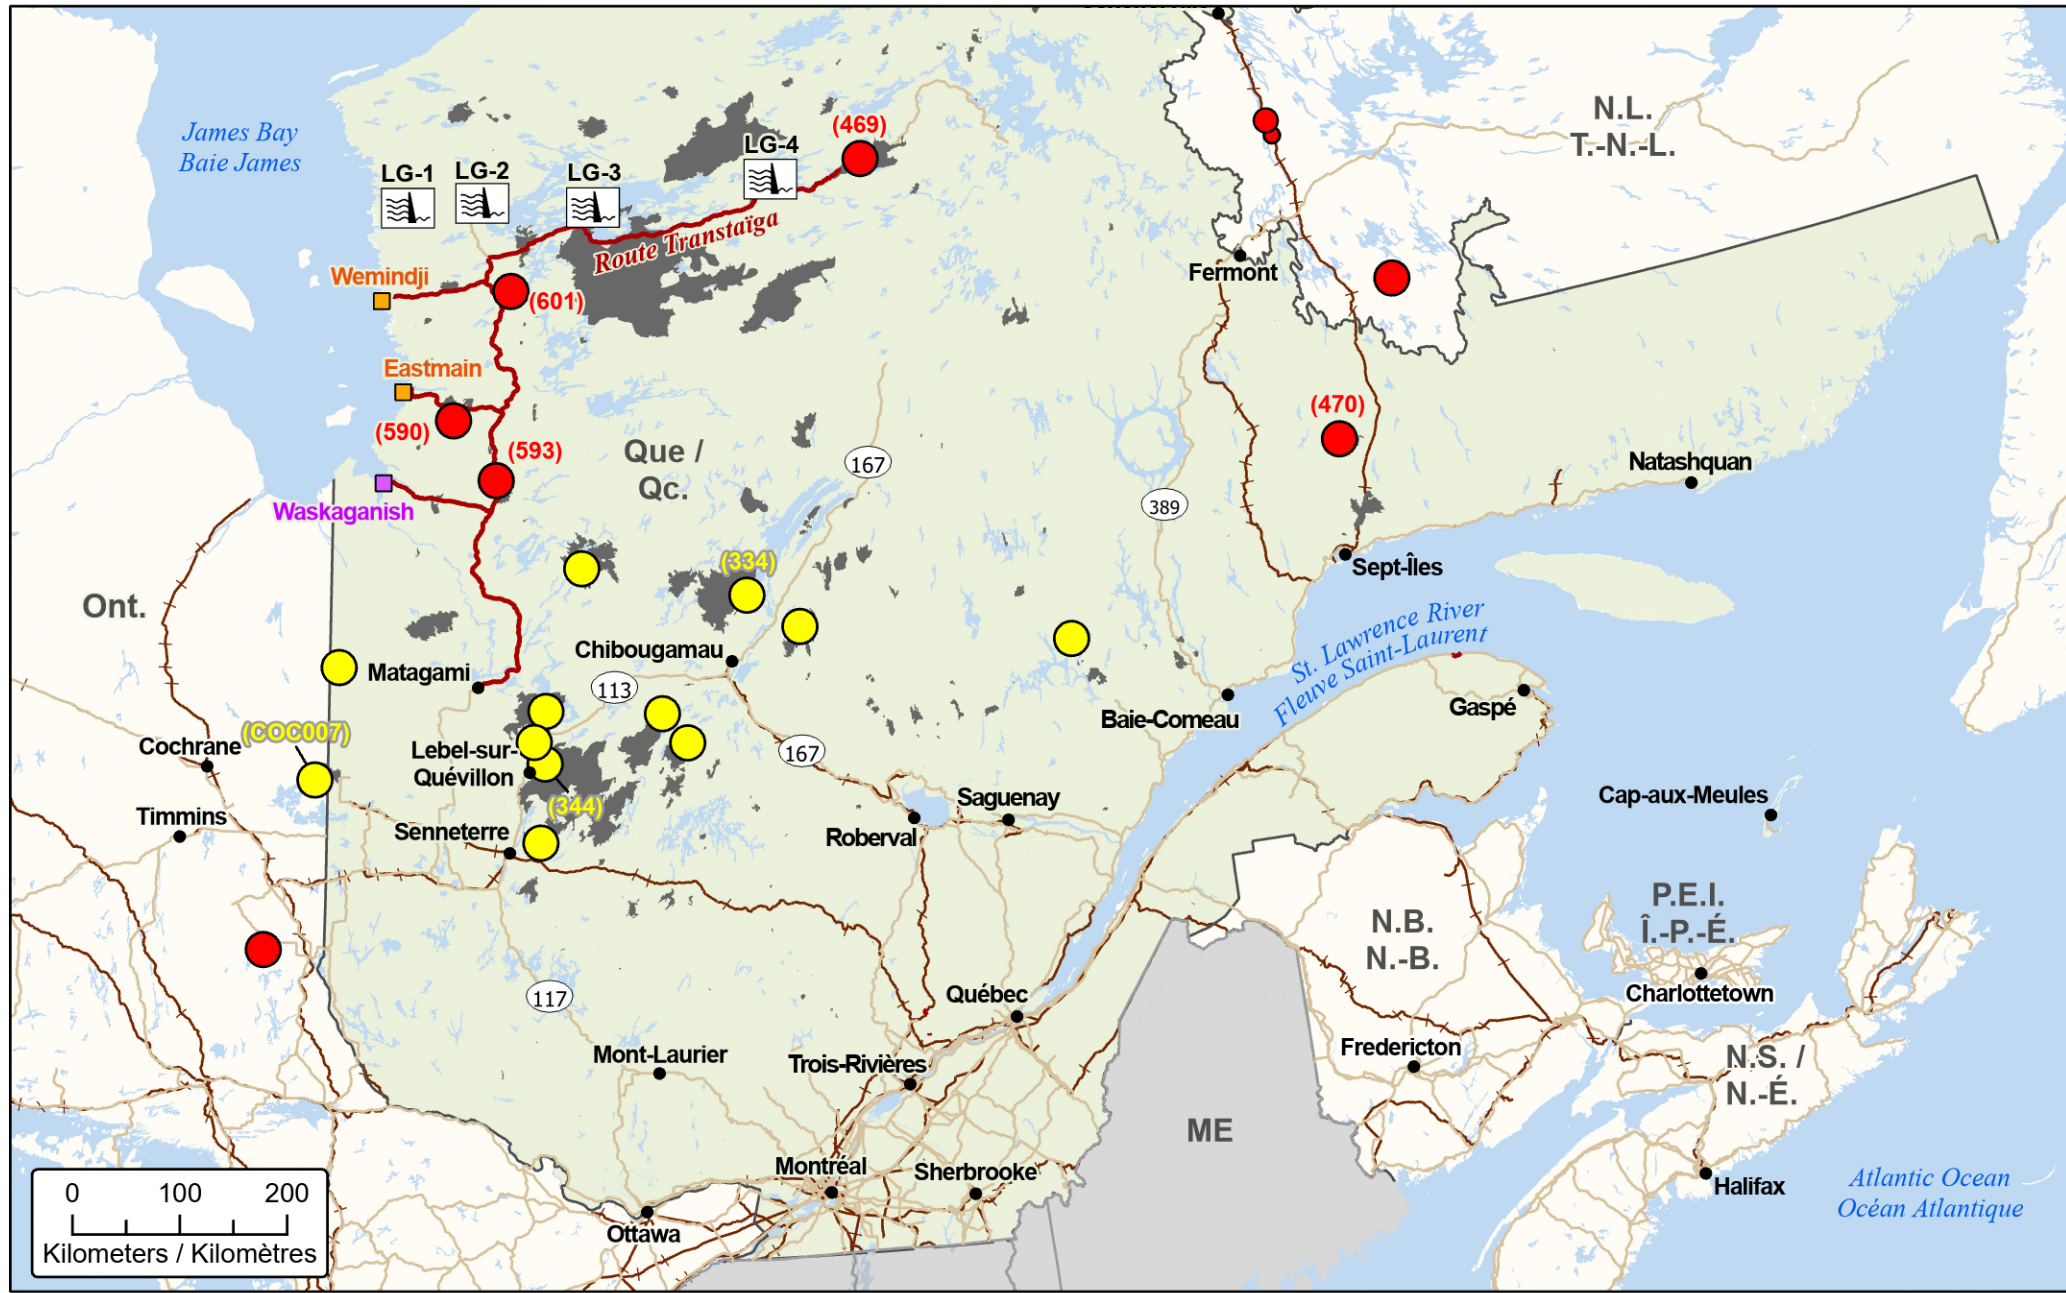 James Bay
Baie James
LG-1
LG-2
LG-3
LG-4
(469)
Route Transtaïga
N.L.
T.-N.-L.
Wemindji
(601)
Fermont
Eastmain
(590)
(593)
Que /
Qc.
167
389
(470)
Natashquan
Waskaganish
Sept-Îles
Ont.
(334)
St. Lawrence River
Fleuve Saint-Laurent
Chibougamau
Matagami
113
Baie-Comeau
Gaspé
(COC007)
Cochrane
Lebel-sur-
Quévillon
167
(344)
Timmins
Senneterre
Roberval
Saguenay
Cap-aux-Meules
P.E.I.
Î.-P.-É.
N.B.
N.-B.
117
Québec
Charlottetown
Mont-Laurier
Trois-Rivières
Fredericton
N.S. /
N.-É.
ME
Montréal
Sherbrooke
Halifax
Atlantic Ocean
Océan Atlantique
Ottawa
0 100 200
Kilometers / Kilomètres